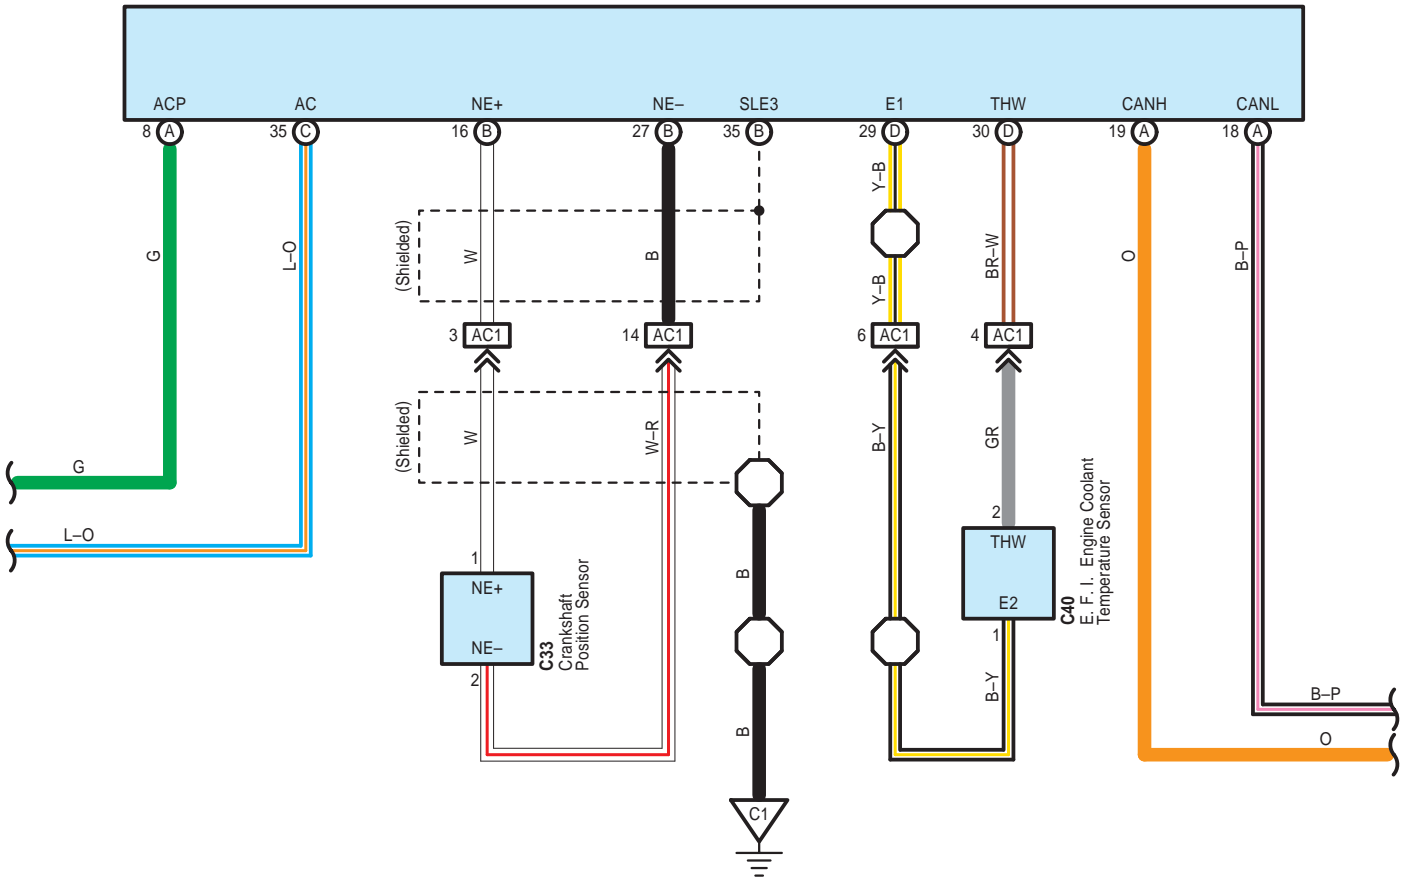 ACP AC NE+ NE– SLE3 E1 THW CANH CANL
8 A 35 C 16 B 27 B 35 B 29 D 30 D 19 A 18 A
Y–B
(Shielded)
G
L–O
W
B
Y–B
BR–W
O
B–P
3 AC1 14 AC1 6 AC1 4 AC1
(Shielded)
W
W–R
B–Y
GR
G
L–O
2
THW
E2
1
C40
E. F. I. Engine Coolant
Temperature Sensor
1
NE+
NE–
2
C33
Crankshaft
Position Sensor
B
B–Y
B
B–P
O
C1